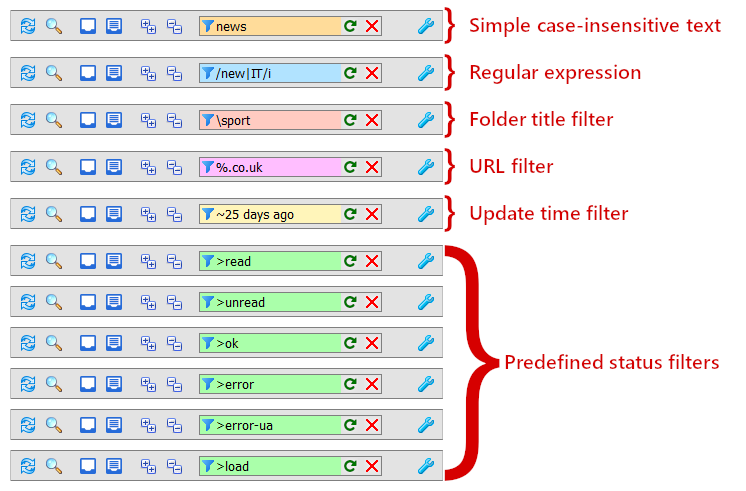 news Simple case-insensitive text
/new|IT/i Regular expression
\sport Folder title filter
%.co.uk URL filter
~25 days ago Update time filter
>read
>unread
>ok
>error Predefined status filters
>error-ua
>load